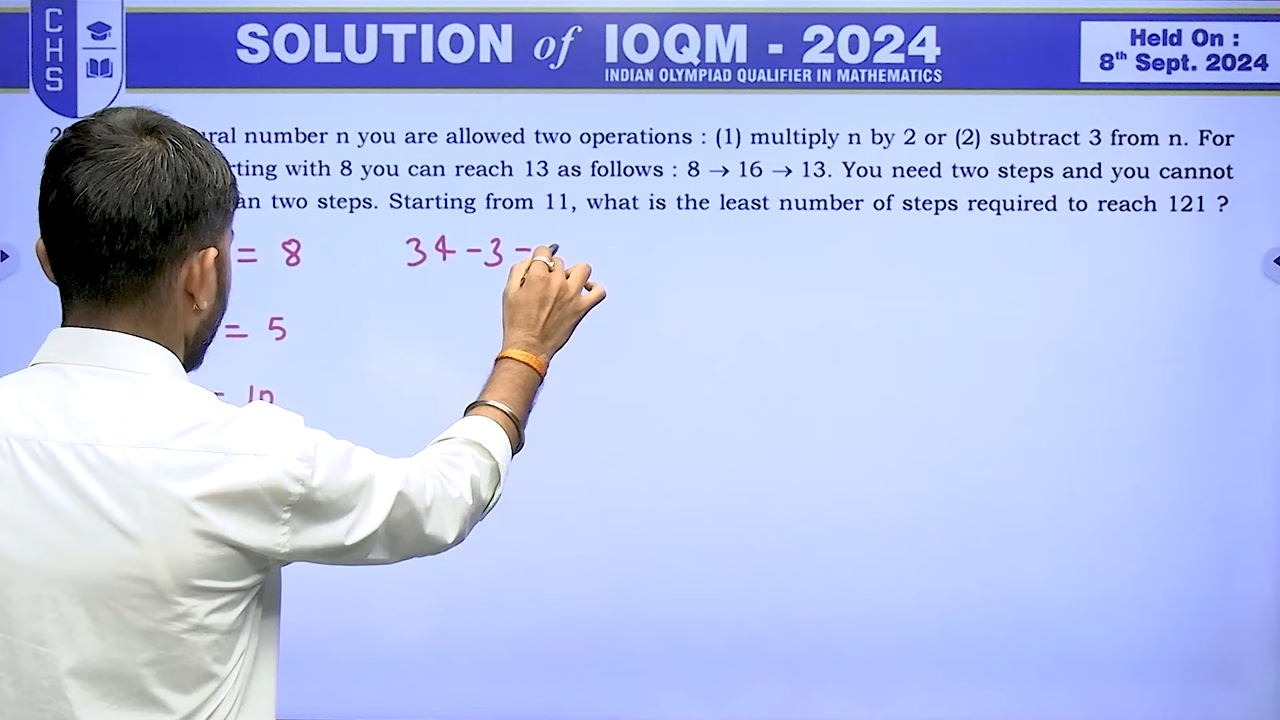 CHS
SOLUTION of IOQM - 2024
INDIAN OLYMPIAD QUALIFIER IN MATHEMATICS
Held On :
8th Sept. 2024
number n you are allowed two operations : (1) multiply n by 2 or (2) subtract 3 from n. For
with 8 you can reach 13 as follows : 8 → 16 → 13. You need two steps and you cannot
two steps. Starting from 11, what is the least number of steps required to reach 121 ?
= 8 34 - 3 -
= 5